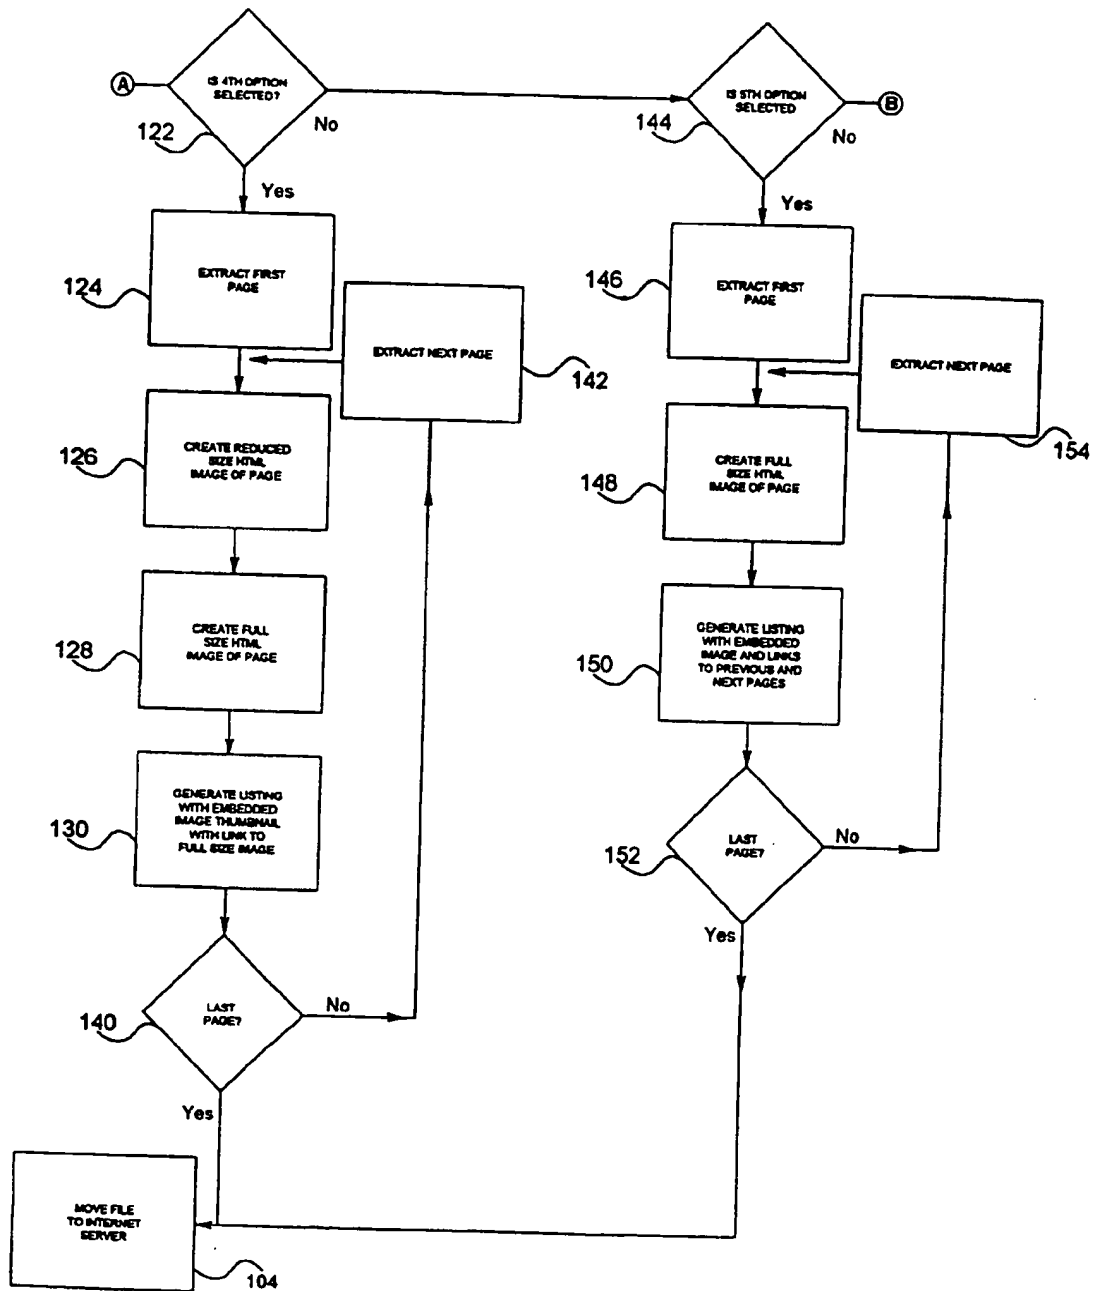 A
IS 4TH OPTION
SELECTED?
122
No
Yes
IS 5TH OPTION
SELECTED
144
B
No
Yes
EXTRACT FIRST
PAGE
124
EXTRACT NEXT PAGE
142
CREATE REDUCED
SIZE HTML
IMAGE OF PAGE
126
CREATE FULL
SIZE HTML
IMAGE OF PAGE
128
GENERATE LISTING
WITH EMBEDDED
IMAGE THUMBNAIL
WITH LINK TO
FULL SIZE IMAGE
130
LAST
PAGE?
140
No
Yes
EXTRACT FIRST
PAGE
146
EXTRACT NEXT PAGE
154
CREATE FULL
SIZE HTML
IMAGE OF PAGE
148
GENERATE LISTING
WITH EMBEDDED
IMAGE AND LINKS
TO PREVIOUS AND
NEXT PAGES
150
LAST
PAGE?
152
No
Yes
MOVE FILE
TO INTERNET
SERVER
104